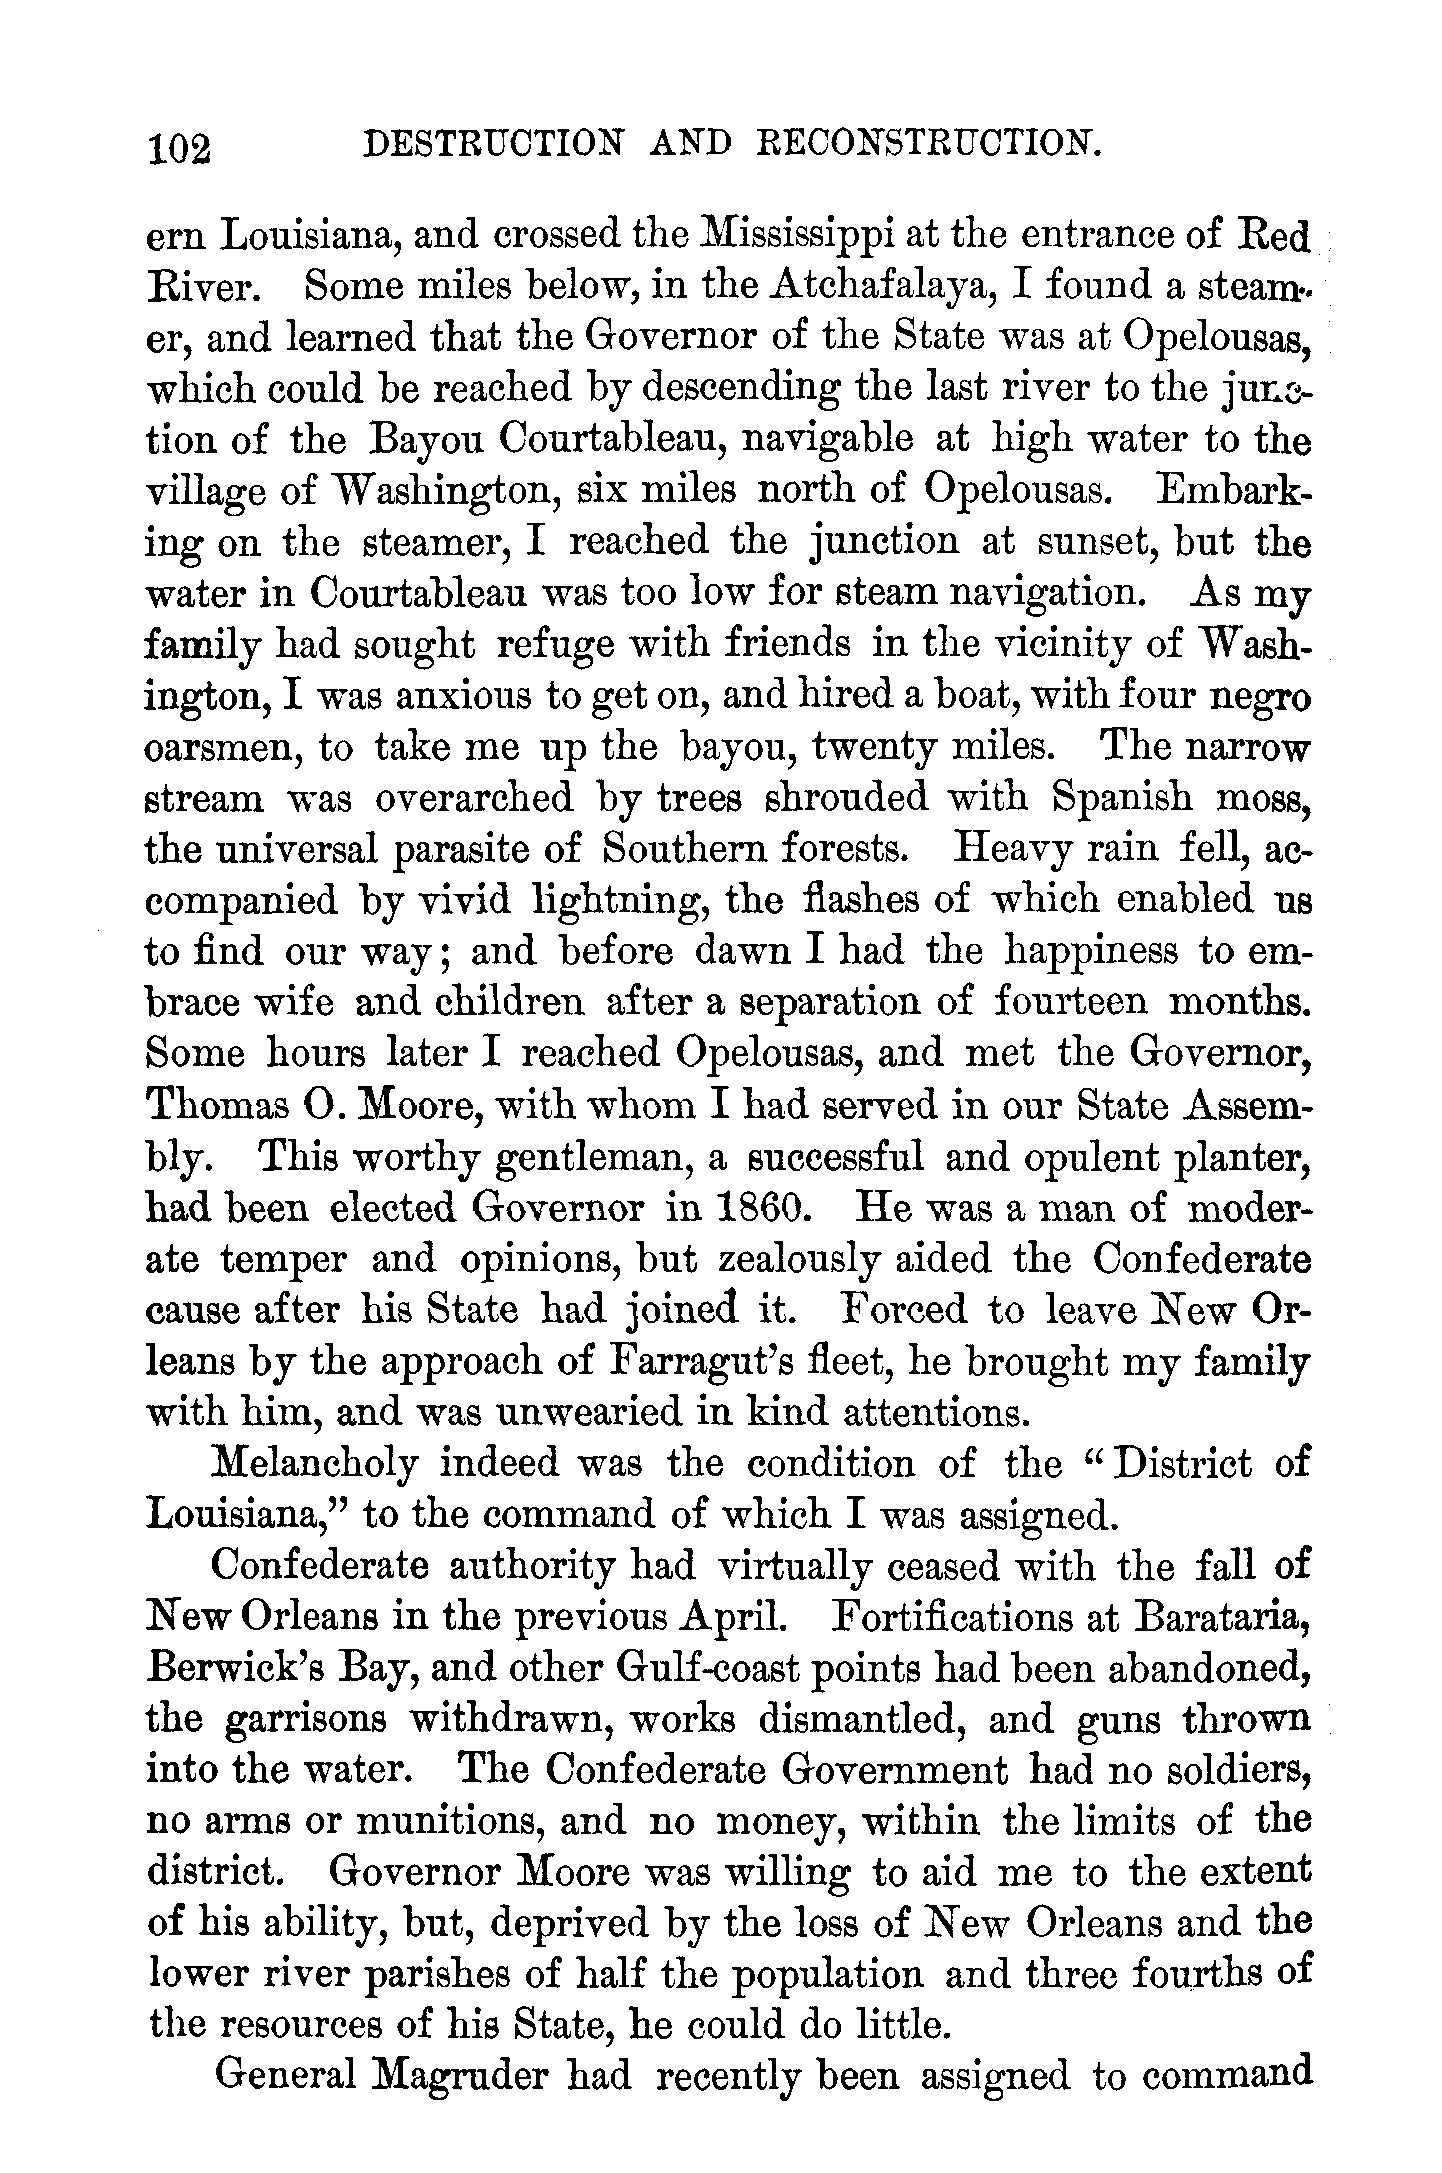 102 DESTRUCTION AND RECONSTRUCTION.
ern Louisiana, and crossed the Mississippi at the entrance of Red
River. Some miles below, in the Atchafalaya, I found a steam-
er, and learned that the Governor of the State was at Opelousas,
which could be reached by descending the last river to the junc-
tion of the Bayou Courtableau, navigable at high water to the
village of Washington, six miles north of Opelousas. Embark-
ing on the steamer, I reached the junction at sunset, but the
water in Courtableau was too low for steam navigation. As my
family had sought refuge with friends in the vicinity of Wash-
ington, I was anxious to get on, and hired a boat, with four negro
oarsmen, to take me up the bayou, twenty miles. The narrow
stream was overarched by trees shrouded with Spanish moss,
the universal parasite of Southern forests. Heavy rain fell, ac-
companied by vivid lightning, the flashes of which enabled us
to find our way; and before dawn I had the happiness to em-
brace wife and children after a separation of fourteen months.
Some hours later I reached Opelousas, and met the Governor,
Thomas O. Moore, with whom I had served in our State Assem-
bly. This worthy gentleman, a successful and opulent planter,
had been elected Governor in 1860. He was a man of moder-
ate temper and opinions, but zealously aided the Confederate
cause after his State had joined it. Forced to leave New Or-
leans by the approach of Farragut's fleet, he brought my family
with him, and was unwearied in kind attentions.
Melancholy indeed was the condition of the "District of
Louisiana," to the command of which I was assigned.
Confederate authority had virtually ceased with the fall of
New Orleans in the previous April. Fortifications at Barataria,
Berwick's Bay, and other Gulf-coast points had been abandoned,
the garrisons withdrawn, works dismantled, and guns thrown
into the water. The Confederate Government had no soldiers,
no arms or munitions, and no money, within the limits of the
district. Governor Moore was willing to aid me to the extent
of his ability, but, deprived by the loss of New Orleans and the
lower river parishes of half the population and three fourths of
the resources of his State, he could do little.
General Magruder had recently been assigned to command